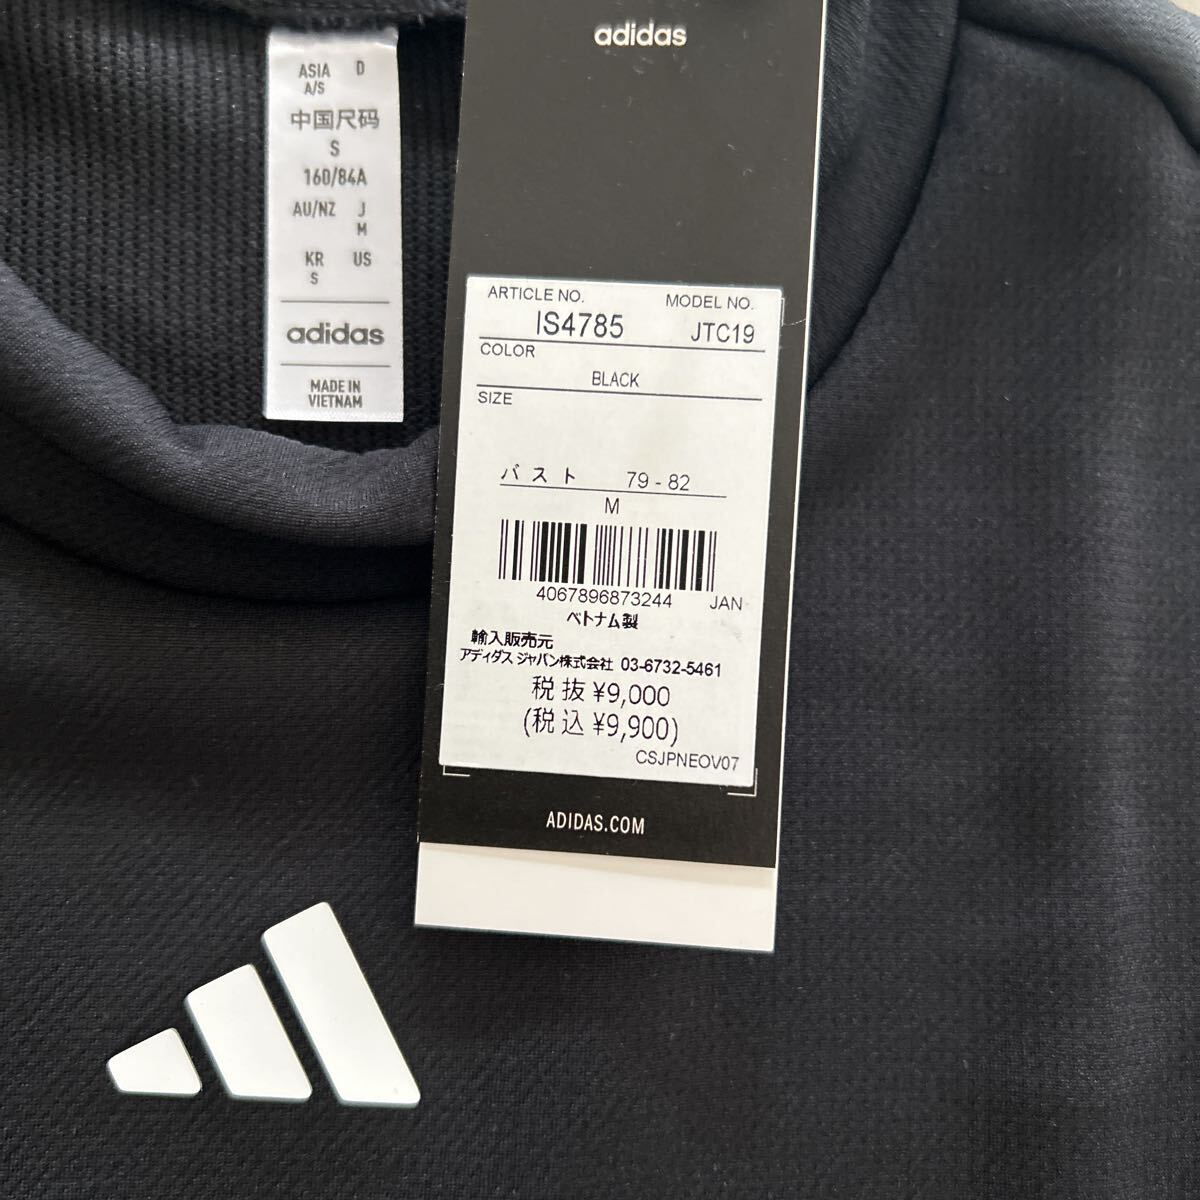 ASIA D
A/S
中国尺码
S
160/84A
AU/NZ J
M
KR US
S
adidas
MADE IN
VIETNAM
adidas
ARTICLE NO. MODEL NO.
IS4785 JTC19
COLOR
BLACK
SIZE
バスト 79-82
M
4067896873244 JAN
ベトナム製
輸入販売元
アディダス ジャパン株式会社 03-6732-5461
税抜 ¥9,000
(税込 ¥9,900)
CSJPNEOV07
ADIDAS.COM